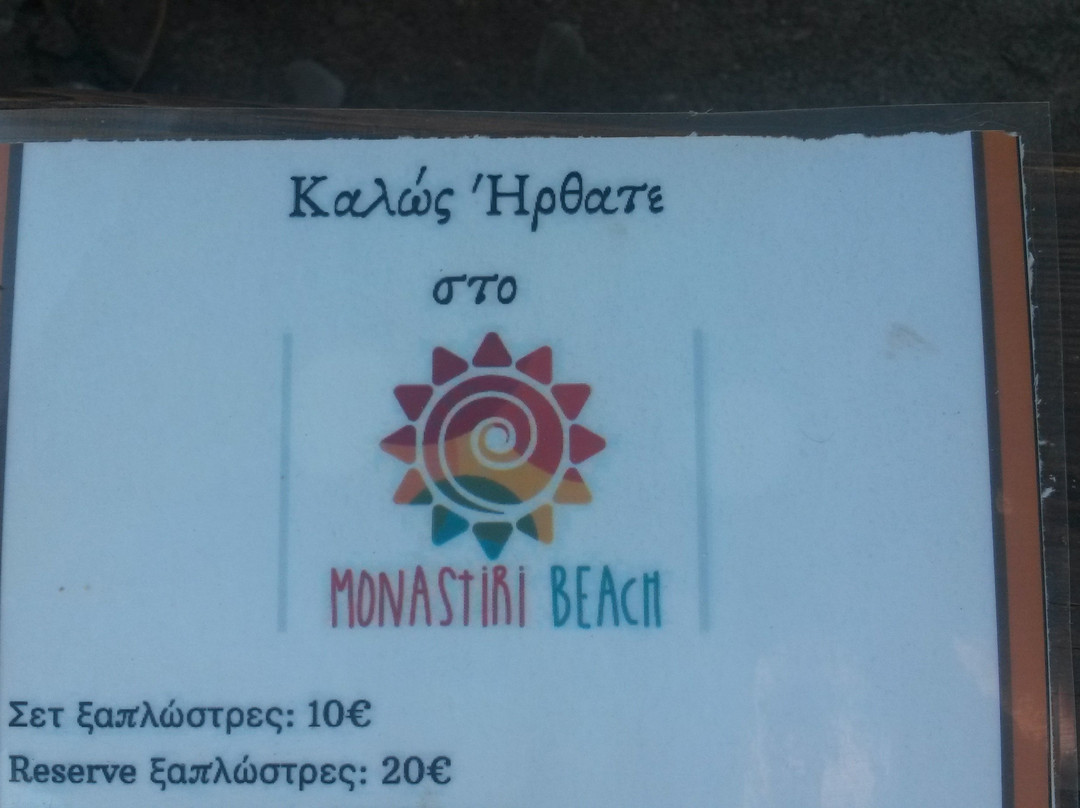 Καλώς Ήρθατε
στο
MONASTIRI BEACH
Σετ ξαπλώστρες: 10€
Reserve ξαπλώστρες: 20€